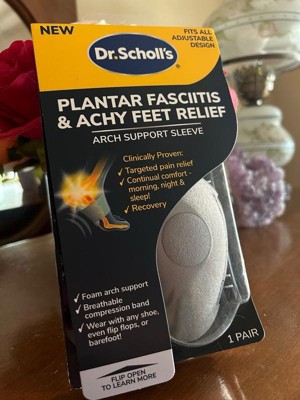 NEW
FITS ALL
ADJUSTABLE
DESIGN
Dr.Scholl's
PLANTAR FASCIITIS
& ACHY FEET RELIEF
ARCH SUPPORT SLEEVE
Clinically Proven:
Targeted pain relief
Continual comfort -
morning, night &
sleep!
Recovery
Foam arch support
Breathable
compression band
Wear with any shoe,
even flip flops, or
barefoot!
1 PAIR
FLIP OPEN
TO LEARN MORE